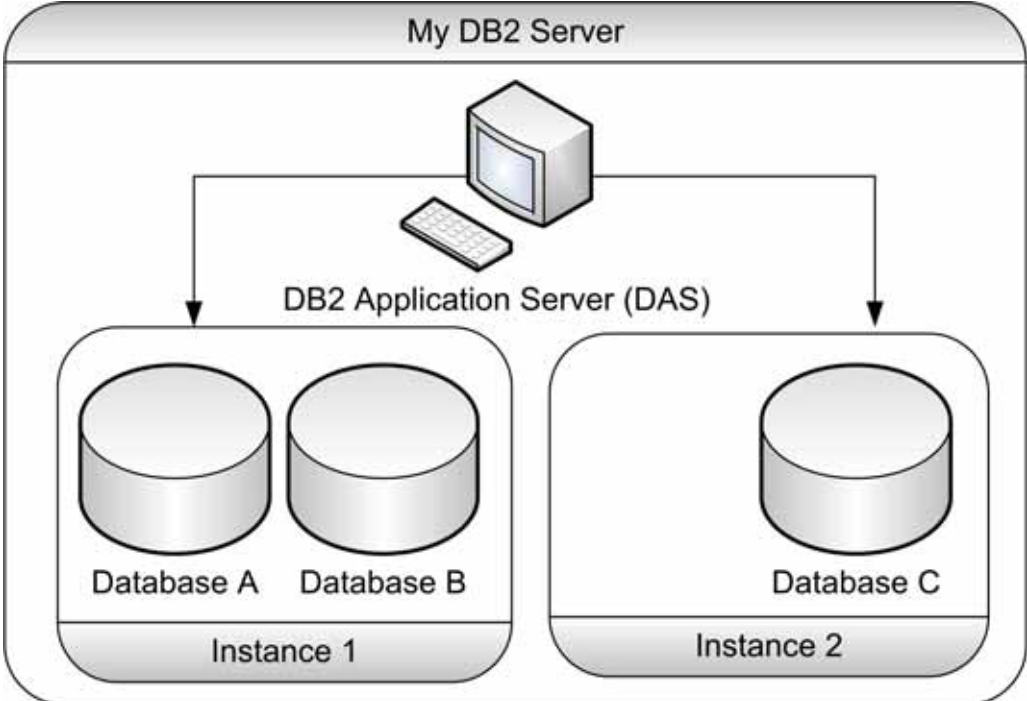 My DB2 Server
DB2 Application Server (DAS)
Database A
Database B
Instance 1
Database C
Instance 2